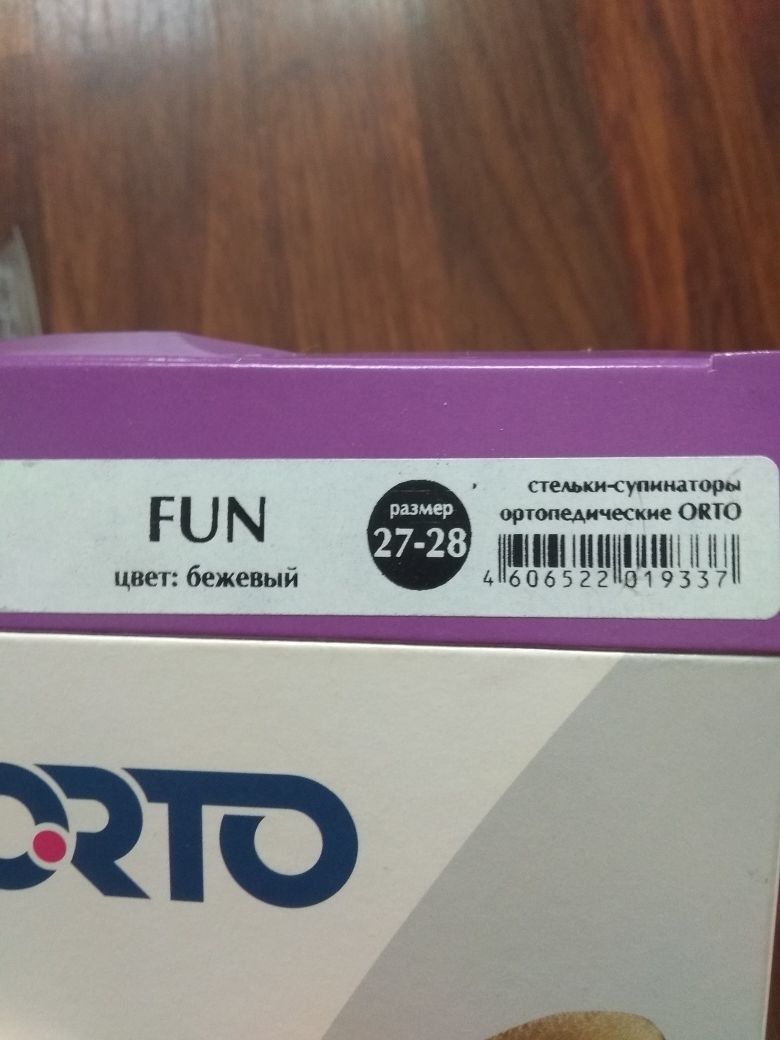 FUN
цвет: бежевый
размер
27-28
стельки-супинаторы
ортопедические ORTO
4 606522 019337
ORTO